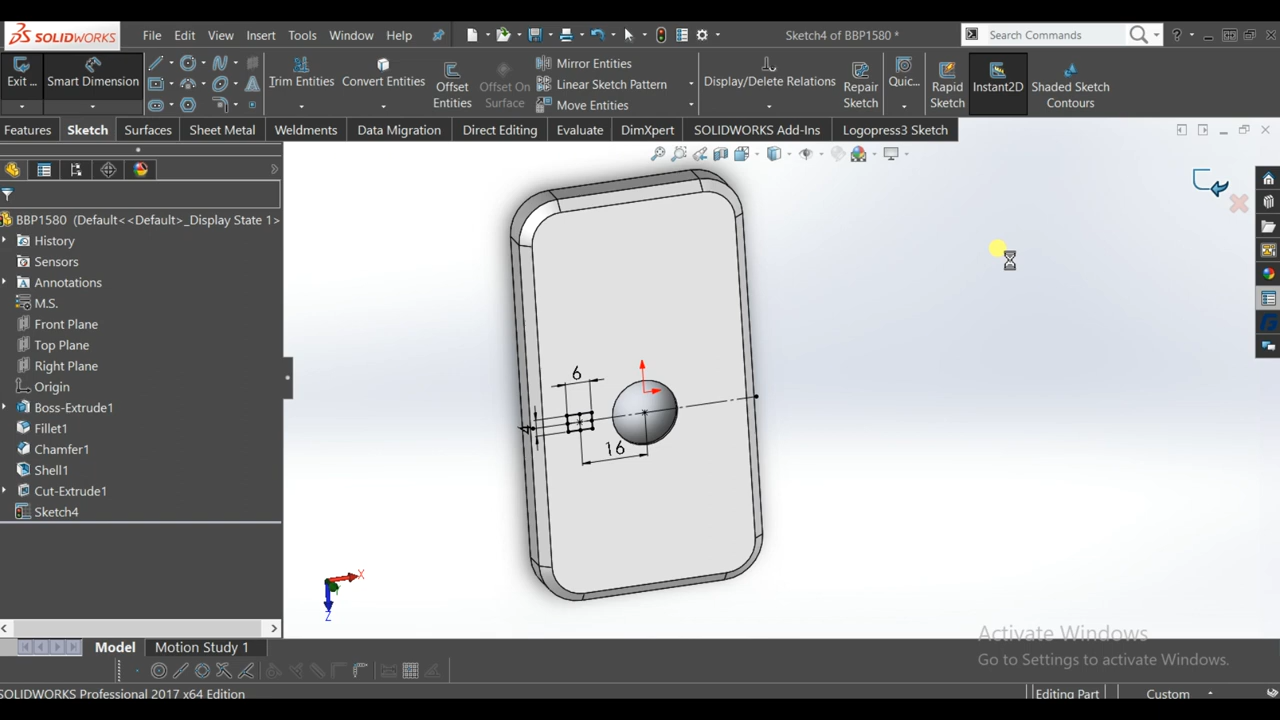 SOLIDWORKS
File Edit View Insert Tools Window Help
Sketch4 of BBP1580 *
Search Commands
Exit ...
Smart Dimension
Trim Entities
Convert Entities
Offset Entities
Offset On Surface
Mirror Entities
Linear Sketch Pattern
Move Entities
Display/Delete Relations
Repair Sketch
Quic...
Rapid Sketch
Instant2D
Shaded Sketch Contours
Features Sketch Surfaces Sheet Metal Weldments Data Migration Direct Editing Evaluate DimXpert SOLIDWORKS Add-Ins Logopress3 Sketch
BBP1580 (Default<<Default>_Display State 1>
History
Sensors
Annotations
M.S.
Front Plane
Top Plane
Right Plane
Origin
Boss-Extrude1
Fillet1
Chamfer1
Shell1
Cut-Extrude1
Sketch4
6
4
16
X
Z
Activate Windows
Go to Settings to activate Windows.
Model Motion Study 1
SOLIDWORKS Professional 2017 x64 Edition
Editing Part
Custom